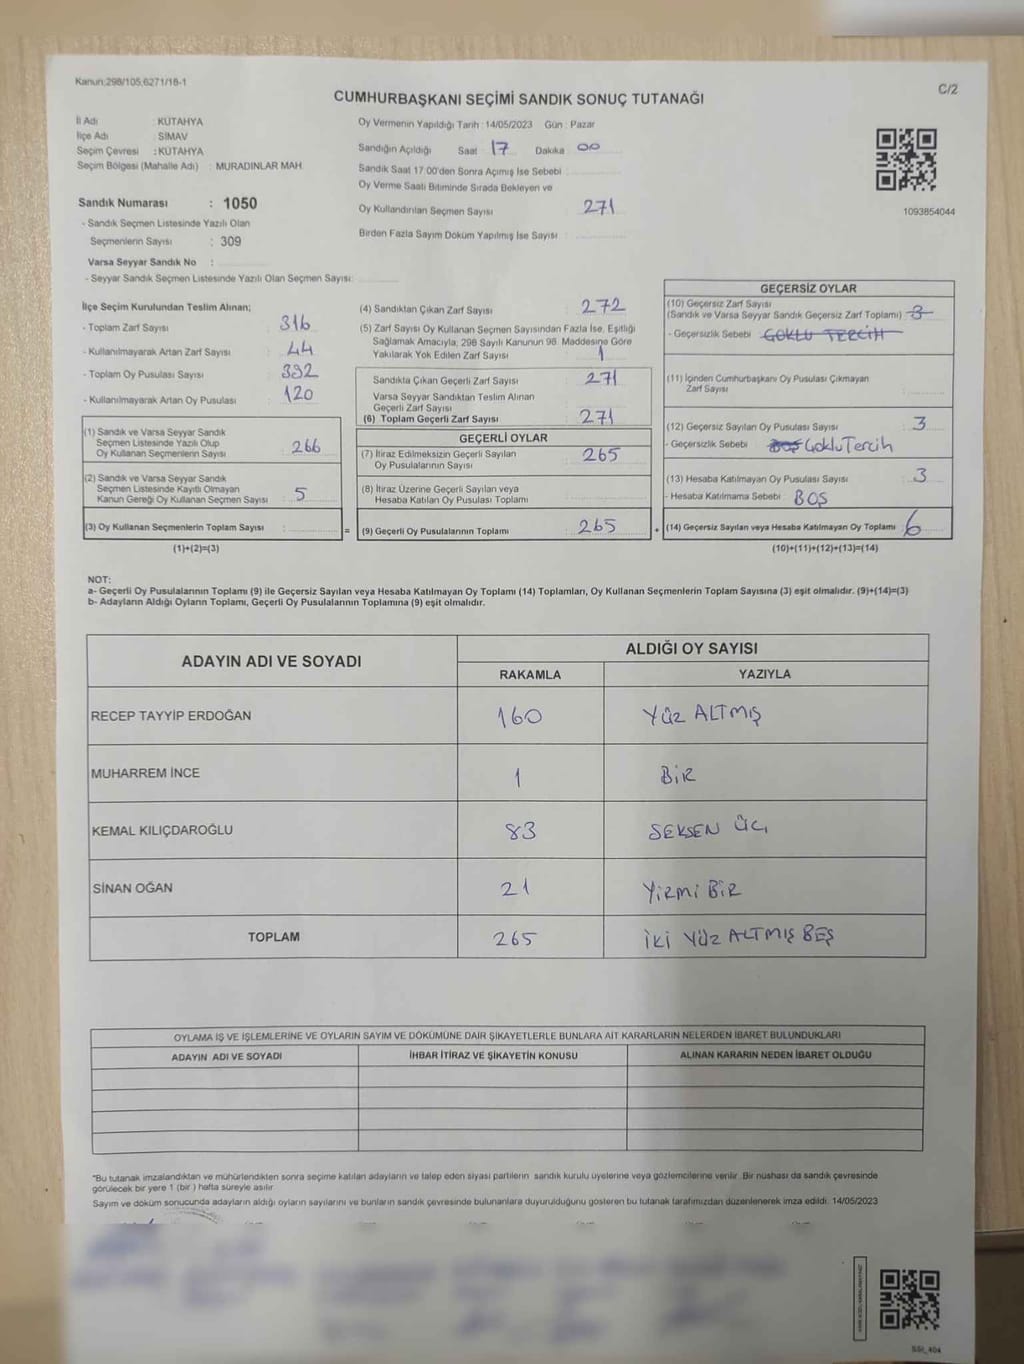 Kanun:298/105,6271/18-1
C/2
CUMHURBAŞKANI SEÇİMİ SANDIK SONUÇ TUTANAĞI
İl Adı : KÜTAHYA
İlçe Adı : SİMAV
Seçim Çevresi : KÜTAHYA
Seçim Bölgesi (Mahalle Adı) : MURADINLAR MAH.
Sandık Numarası : 1050
- Sandık Seçmen Listesinde Yazılı Olan
Seçmenlerin Sayısı : 309
Varsa Seyyar Sandık No :
- Seyyar Sandık Seçmen Listesinde Yazılı Olan Seçmen Sayısı:
Oy Vermenin Yapıldığı Tarih : 14/05/2023 Gün : Pazar
Sandığın Açıldığı Saat 17 Dakika 00
Sandık Saat 17:00'den Sonra Açımış İse Sebebi :
Oy Verme Saati Bitiminde Sırada Bekleyen ve
Oy Kullandırılan Seçmen Sayısı : 271
Birden Fazla Sayım Döküm Yapılmış İse Sayısı :
1093854044
İlçe Seçim Kurulundan Teslim Alınan;
- Toplam Zarf Sayısı : 316
- Kullanılmayarak Artan Zarf Sayısı : 44
- Toplam Oy Pusulası Sayısı : 392
- Kullanılmayarak Artan Oy Pusulası : 120
(1) Sandık ve Varsa Seyyar Sandık
Seçmen Listesinde Yazılı Olup
Oy Kullanan Seçmenlerin Sayısı : 266
(2) Sandık ve Varsa Seyyar Sandık
Seçmen Listesinde Kayıtlı Olmayan
Kanun Gereği Oy Kullanan Seçmen Sayısı : 5
(3) Oy Kullanan Seçmenlerin Toplam Sayısı : =
(1)+(2)=(3)
(4) Sandıktan Çıkan Zarf Sayısı : 272
(5) Zarf Sayısı Oy Kullanan Seçmen Sayısından Fazla İse, Eşitliği
Sağlamak Amacıyla; 298 Sayılı Kanunun 98. Maddesine Göre
Yakılarak Yok Edilen Zarf Sayısı : 1
Sandıkta Çıkan Geçerli Zarf Sayısı : 271
Varsa Seyyar Sandıktan Teslim Alınan
Geçerli Zarf Sayısı
(6) Toplam Geçerli Zarf Sayısı : 271
GEÇERLİ OYLAR
(7) İtiraz Edilmeksizin Geçerli Sayılan
Oy Pusulalarının Sayısı : 265
(8) İtiraz Üzerine Geçerli Sayılan veya
Hesaba Katılan Oy Pusulası Toplamı :
(9) Geçerli Oy Pusulalarının Toplamı : 265 +
GEÇERSİZ OYLAR
(10) Geçersiz Zarf Sayısı
(Sandık ve Varsa Seyyar Sandık Geçersiz Zarf Toplamı) : 3
- Geçersizlik Sebebi : ÇOKLU TERCİH
(11) İçinden Cumhurbaşkanı Oy Pusulası Çıkmayan
Zarf Sayısı :
(12) Geçersiz Sayılan Oy Pusulası Sayısı : 3
- Geçersizlik Sebebi : BOŞ Çoklu Tercih
(13) Hesaba Katılmayan Oy Pusulası Sayısı : 3
- Hesaba Katılmama Sebebi : BOŞ
(14) Geçersiz Sayılan veya Hesaba Katılmayan Oy Toplamı : 6
(10)+(11)+(12)+(13)=(14)
NOT:
a- Geçerli Oy Pusulalarının Toplamı (9) ile Geçersiz Sayılan veya Hesaba Katılmayan Oy Toplamı (14) Toplamları, Oy Kullanan Seçmenlerin Toplam Sayısına (3) eşit olmalıdır. (9)+(14)=(3)
b- Adayların Aldığı Oyların Toplamı, Geçerli Oy Pusulalarının Toplamına (9) eşit olmalıdır.
ADAYIN ADI VE SOYADI
ALDIĞI OY SAYISI
RAKAMLA YAZIYLA
RECEP TAYYİP ERDOĞAN 160 YÜZ ALTMIŞ
MUHARREM İNCE 1 BİR
KEMAL KILIÇDAROĞLU 83 SEKSEN ÜÇ
SİNAN OĞAN 21 YİRMİ BİR
TOPLAM 265 İKİ YÜZ ALTMIŞ BEŞ
OYLAMA İŞ VE İŞLEMLERİNE VE OYLARIN SAYIM VE DÖKÜMÜNE DAİR ŞİKAYETLERLE BUNLARA AİT KARARLARIN NELERDEN İBARET BULUNDUKLARI
ADAYIN ADI VE SOYADI İHBAR İTİRAZ VE ŞİKAYETİN KONUSU ALINAN KARARIN NEDEN İBARET OLDUĞU
"Bu tutanak imzalandıktan ve mühürlendikten sonra seçime katılan adayların ve talep eden siyasi partilerin sandık kurulu üyelerine veya gözlemcilerine verilir. Bir nüshası da sandık çevresinde
görülecek bir yere 1 (bir ) hafta süreyle asılır.
Sayım ve döküm sonucunda adayların aldığı oyların sayılarını ve bunların sandık çevresinde bulunanlara duyurulduğunu gösteren bu tutanak tarafımızdan düzenlenerek imza edildi. 14/05/2023
SSİ_404